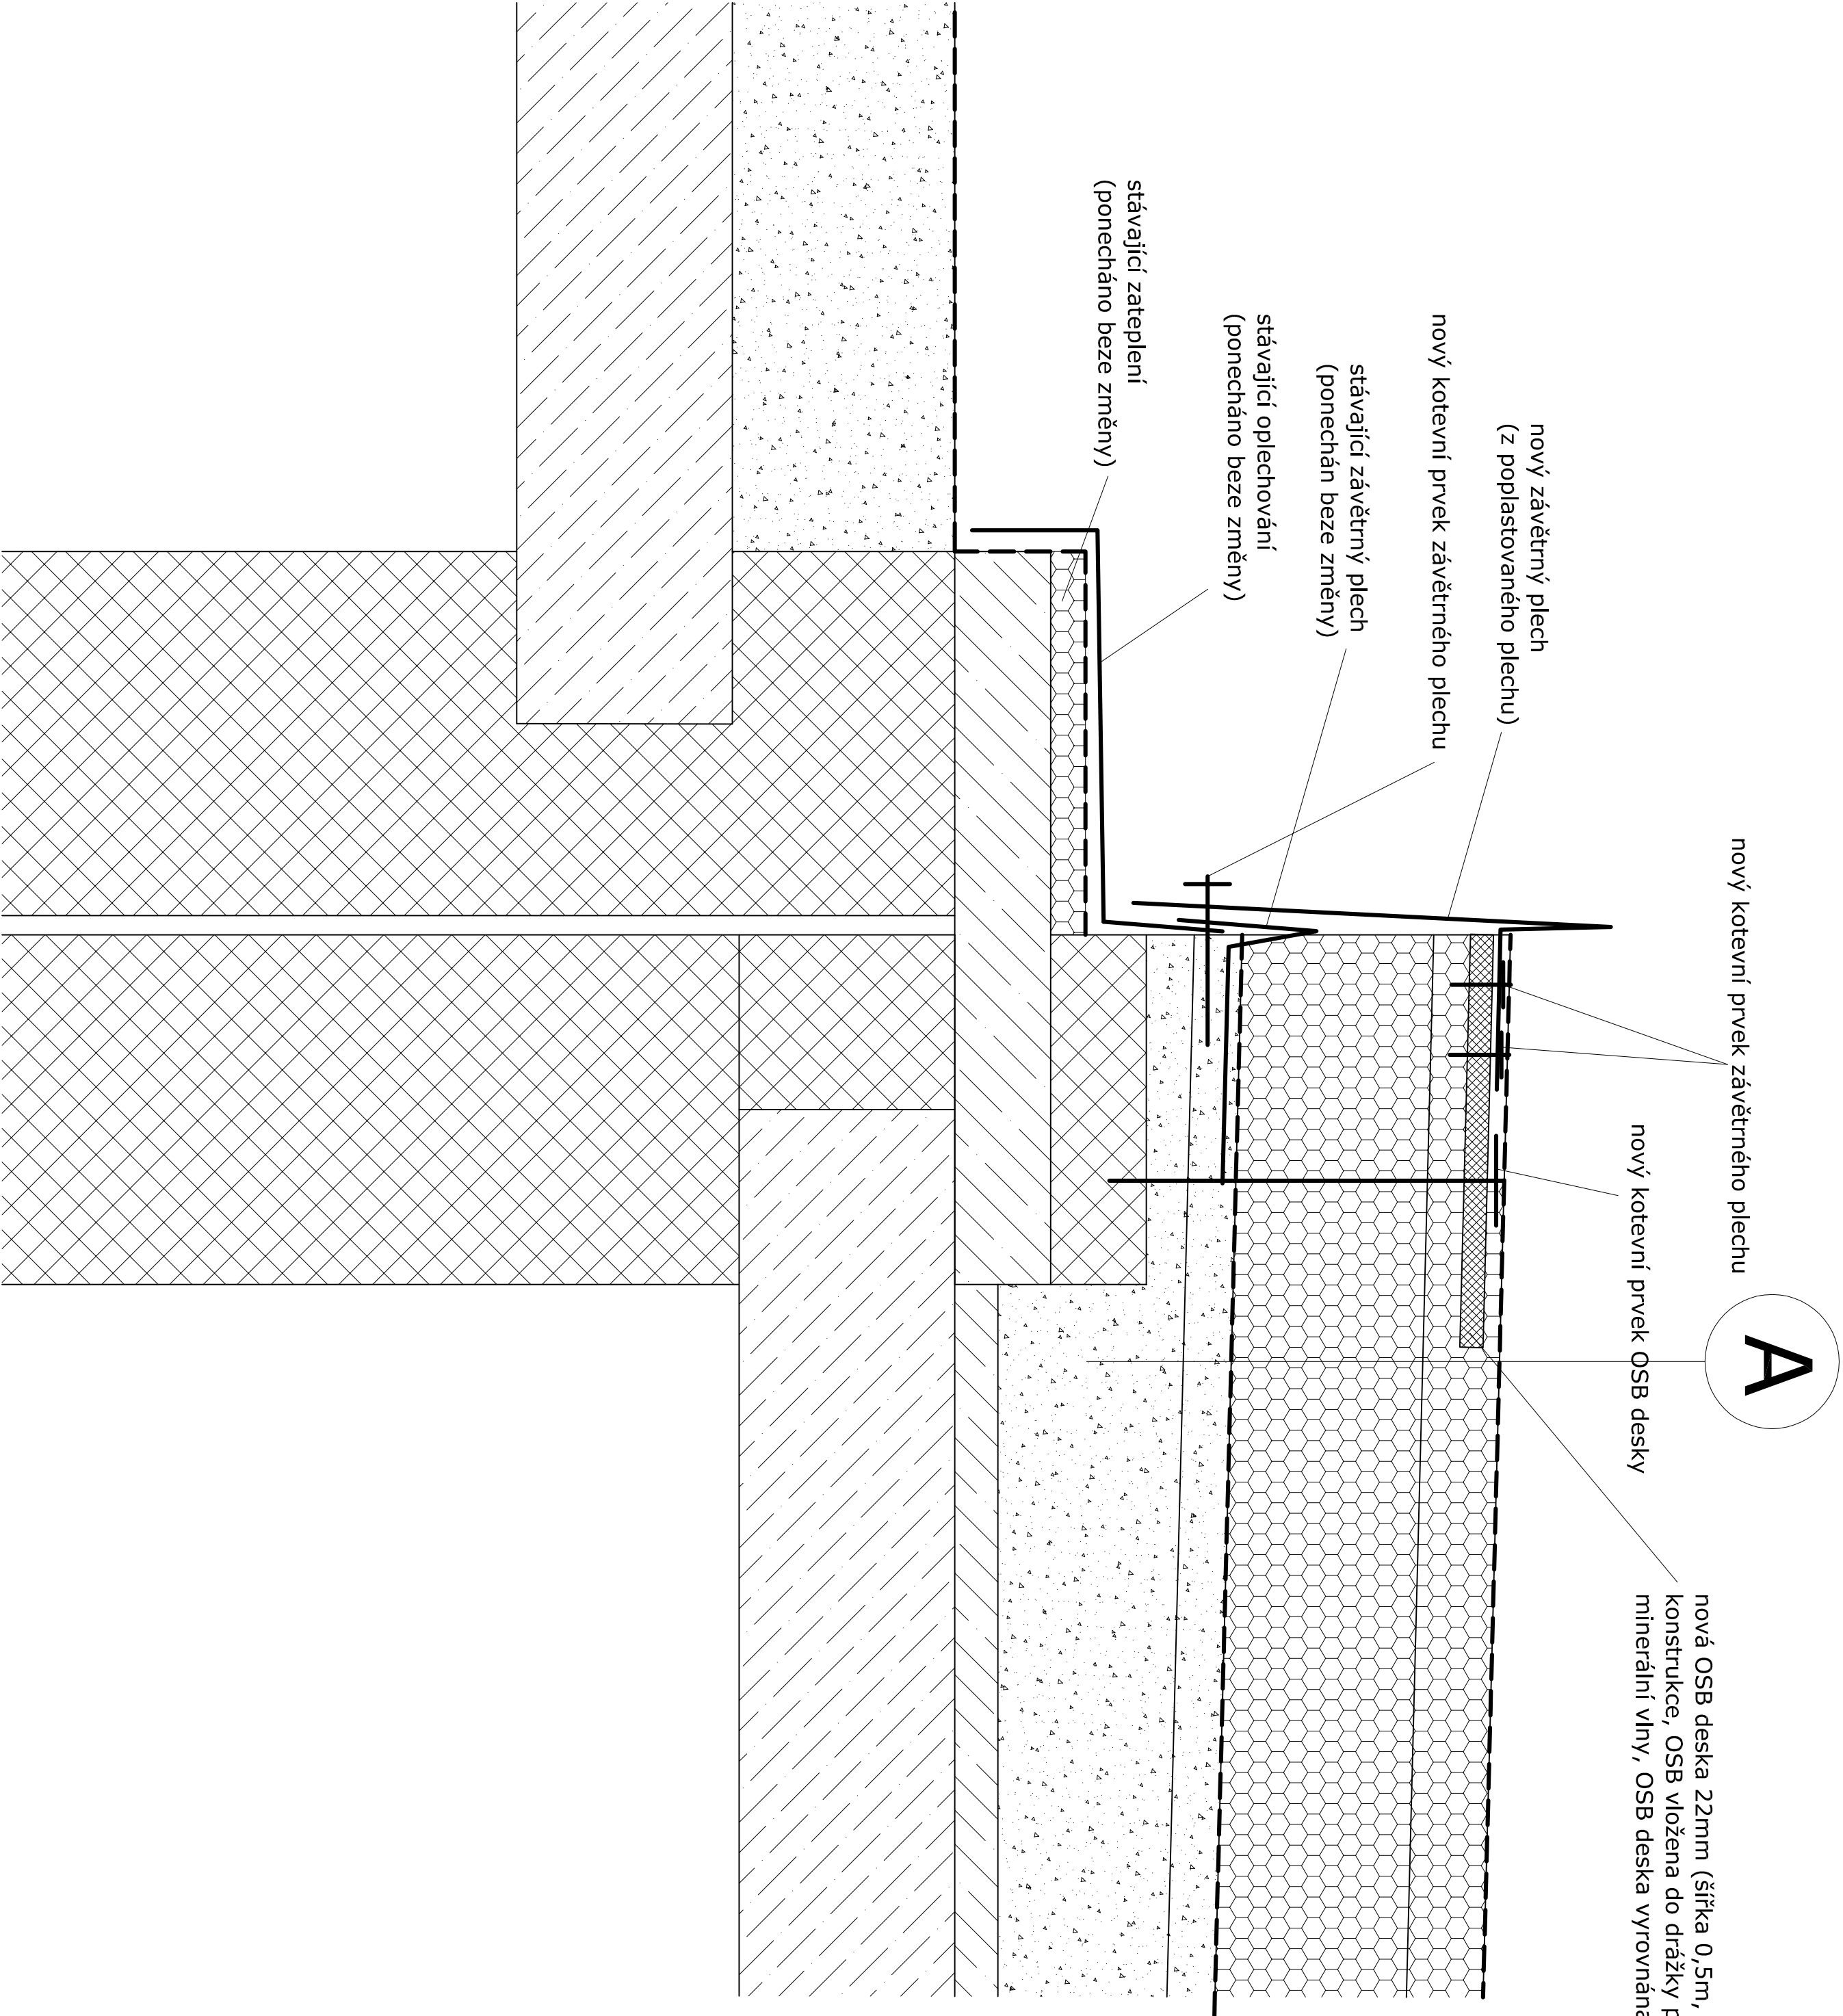 nový kotevní prvek závětrného plechu
A
nová OSB deska 22mm (šířka 0,5m,
konstrukce, OSB vložena do drážky
minerální vlny, OSB deska vyrovnána
nový kotevní prvek OSB desky
nový závětrný plech
(z poplastovaného plechu)
nový kotevní prvek závětrného plechu
stávající závětrný plech
(ponechán beze změny)
stávající oplechování
(ponecháno beze změny)
stávající zateplení
(ponecháno beze změny)